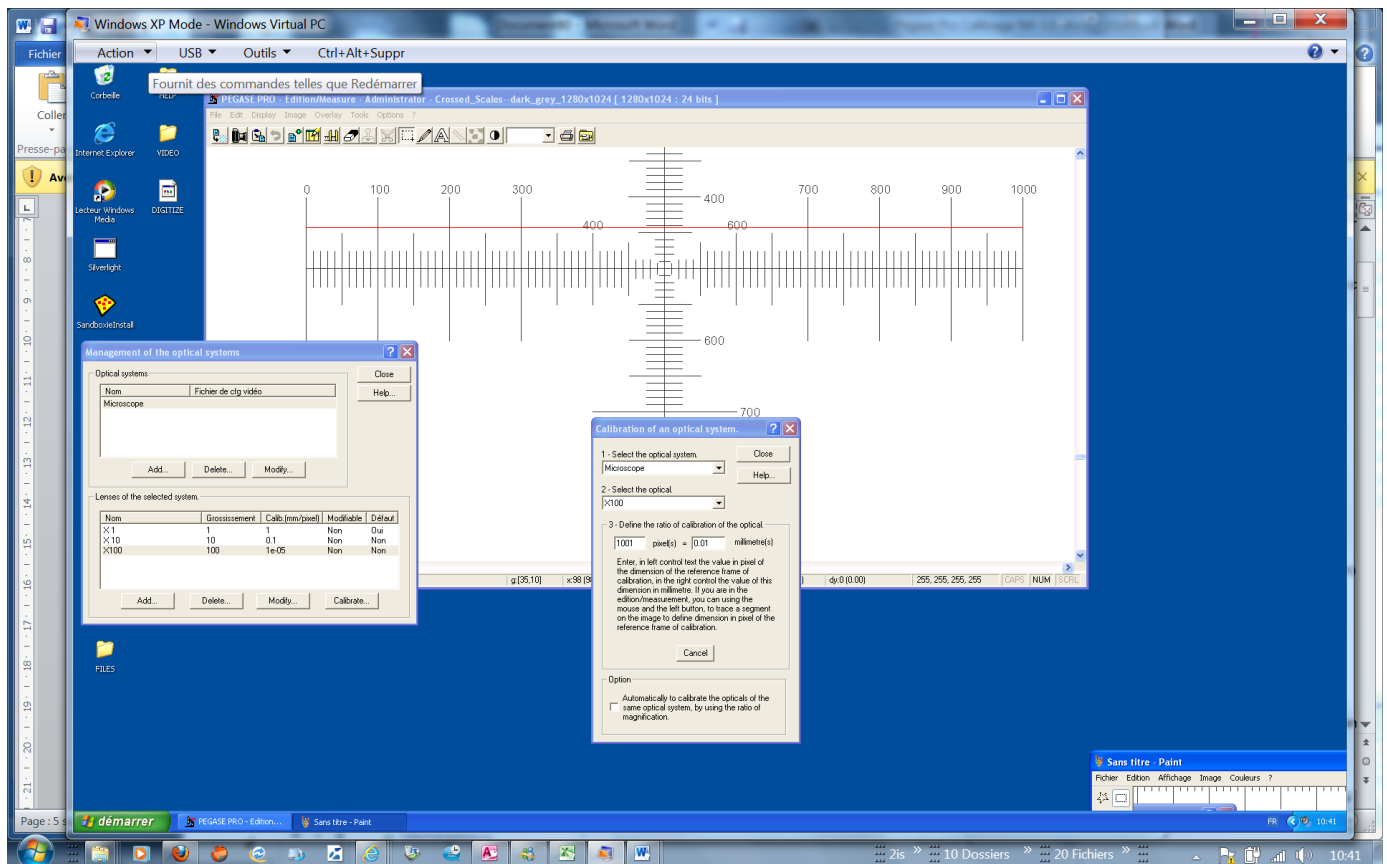 Windows XP Mode - Windows Virtual PC
Fichier
Action USB Outils Ctrl+Alt+Suppr
Fournit des commandes telles que Redémarrer
Coller
Presse-pa
Ave
Corbeille
HELP
Internet Explorer
VIDEO
Lecteur Windows Media
DIGITIZE
Silverlight
SandboxieInstall
FILES
PEGASE PRO - Edition/Measure - Administrator - Crossed_Scales--dark_grey_1280x1024 [ 1280x1024 : 24 bits ]
File Edit Display Image Overlay Tools Options ?
0 100 200 300 400 700 800 900 1000
400 600
600
700
g:[35,10]
dy:0 (0.00)
255, 255, 255, 255
CAPS NUM SCRL
Management of the optical systems
Optical systems
Nom Fichier de cfg vidéo
Microscope
Close
Help...
Add... Delete... Modify...
Lenses of the selected system.
Nom Grossissement Calib.(mm/pixel) Modifiable Défaut
X1 1 1 Non Oui
X10 10 0.1 Non Non
X100 100 1e-05 Non Non
Add... Delete... Modify... Calibrate...
Calibration of an optical system.
1 - Select the optical system.
Microscope
Close
Help...
2 - Select the optical
X100
3 - Define the ratio of calibration of the optical
1001 pixel(s) = 0.01 millimetre(s)
Enter, in left control text the value in pixel of
the dimension of the reference frame of
calibration, in the right control the value of this
dimension in millimetre. If you are in the
edition/measurement, you can using the
mouse and the left button, to trace a segment
on the image to define dimension in pixel of the
reference frame of calibration.
Cancel
Option
Automatically to calibrate the opticals of the
same optical system, by using the ratio of
magnification.
Sans titre - Paint
Fichier Edition Affichage Image Couleurs ?
démarrer
PEGASE PRO - Edition...
Sans titre - Paint
FR 10:41
Page : 5 s
2is 10 Dossiers 20 Fichiers 10:41